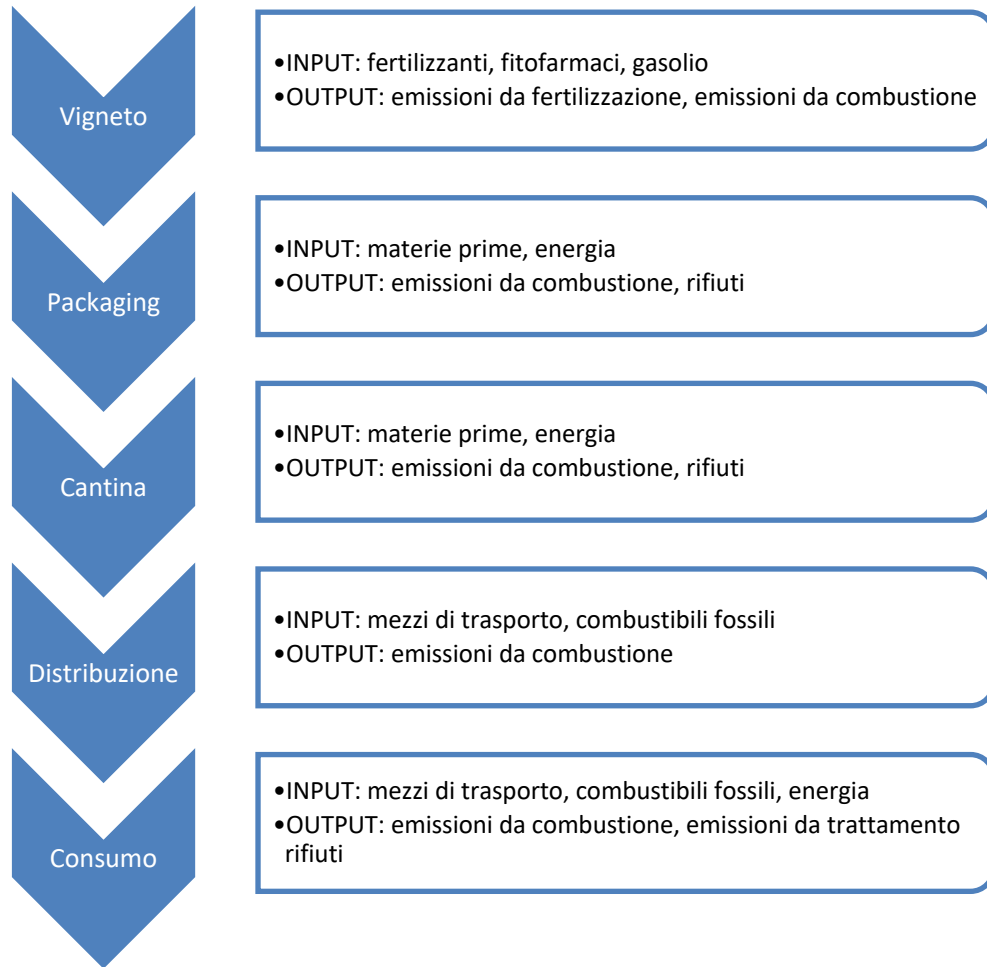 Vigneto
•INPUT: fertilizzanti, fitofarmaci, gasolio
•OUTPUT: emissioni da fertilizzazione, emissioni da combustione
Packaging
•INPUT: materie prime, energia
•OUTPUT: emissioni da combustione, rifiuti
Cantina
•INPUT: materie prime, energia
•OUTPUT: emissioni da combustione, rifiuti
Distribuzione
•INPUT: mezzi di trasporto, combustibili fossili
•OUTPUT: emissioni da combustione
Consumo
•INPUT: mezzi di trasporto, combustibili fossili, energia
•OUTPUT: emissioni da combustione, emissioni da trattamento
rifiuti